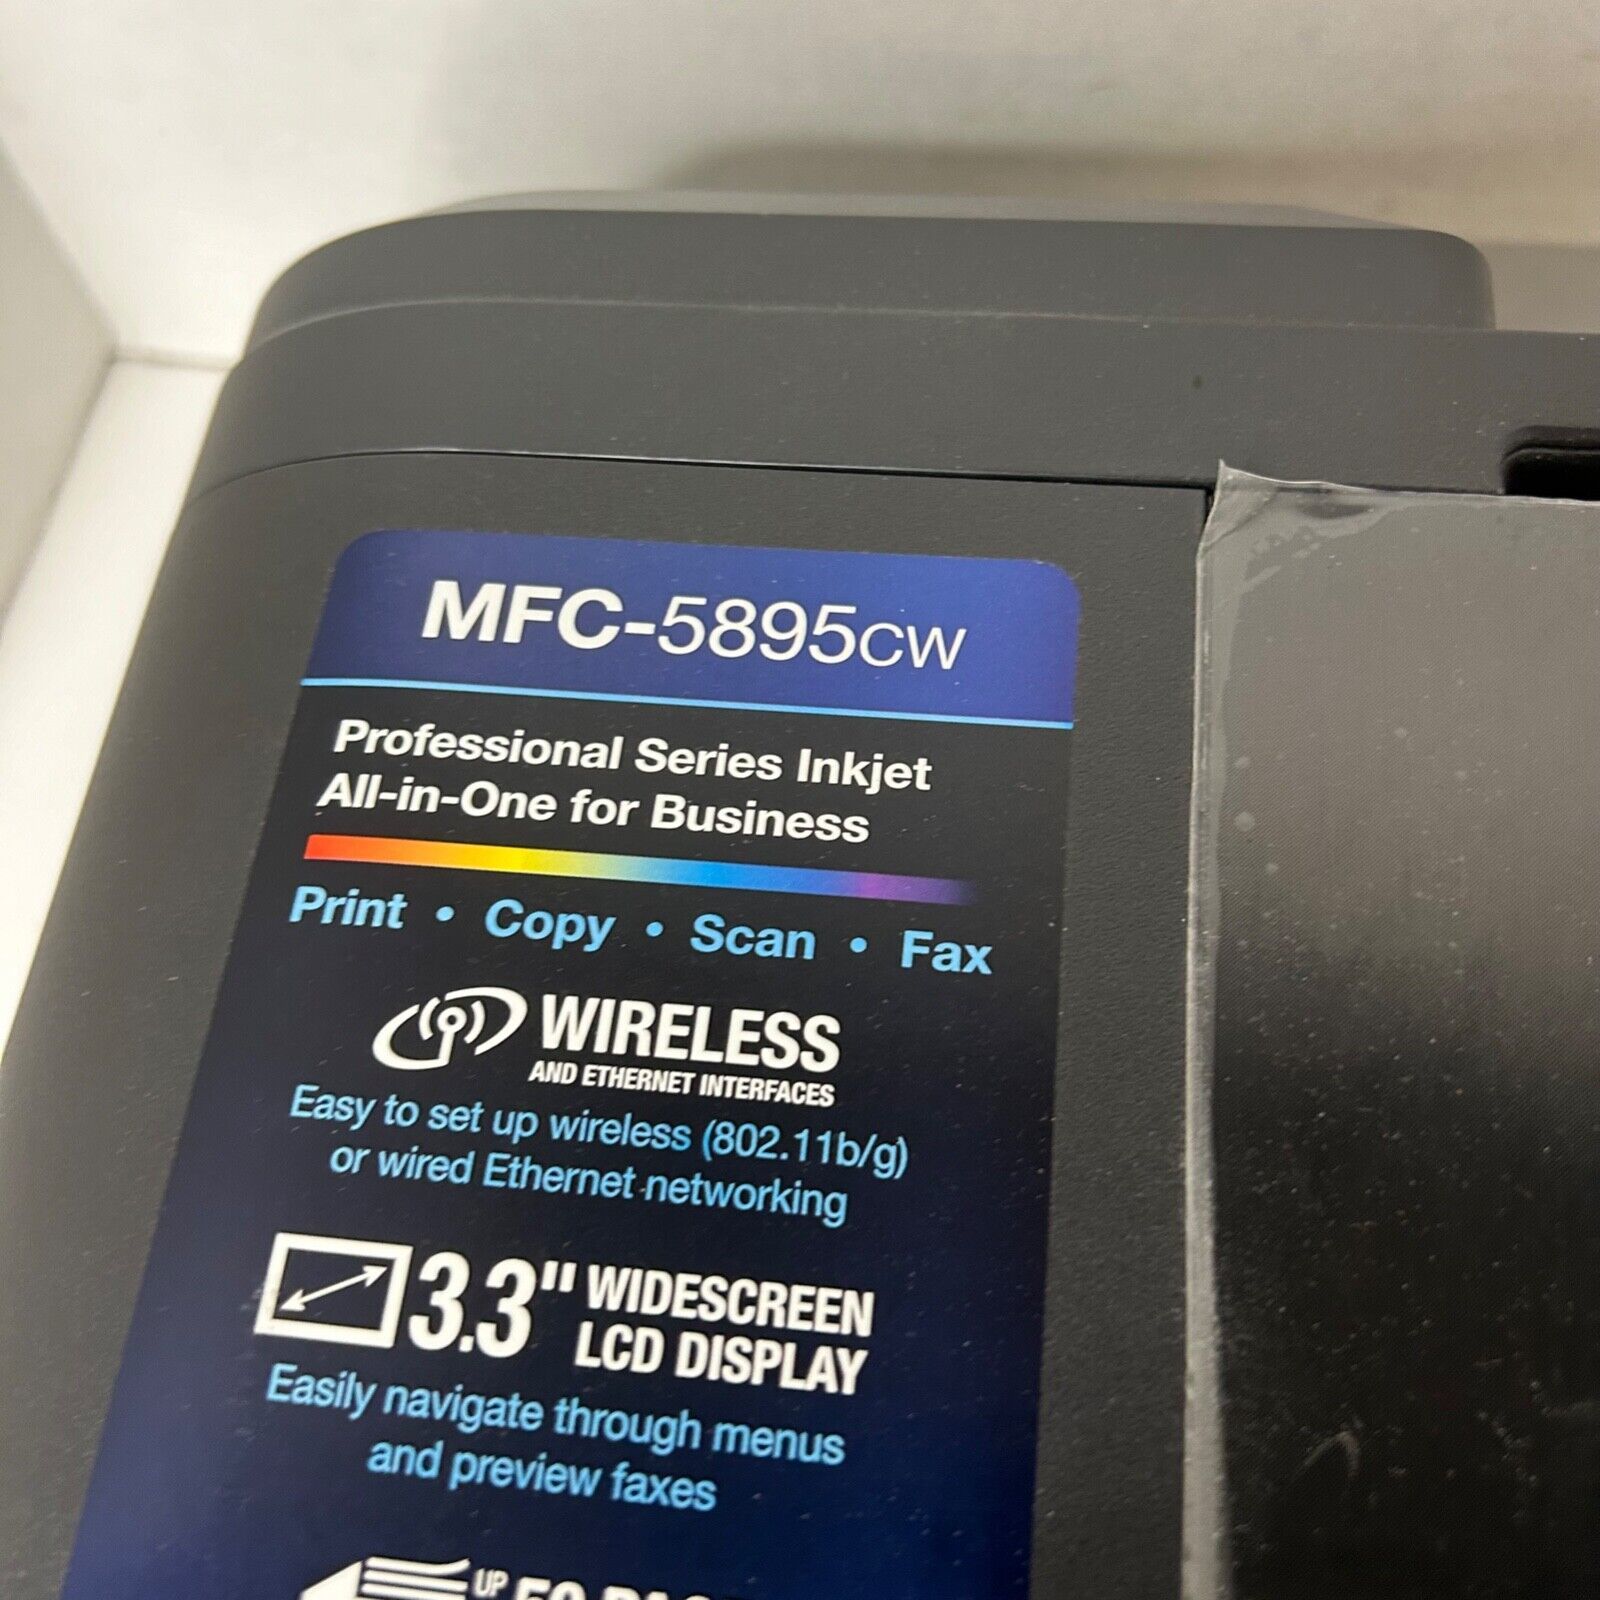 MFC-5895CW
Professional Series Inkjet
All-in-One for Business
Print • Copy • Scan • Fax
WIRELESS
AND ETHERNET INTERFACES
Easy to set up wireless (802.11b/g)
or wired Ethernet networking
3.3" WIDESCREEN
LCD DISPLAY
Easily navigate through menus
and preview faxes
UP